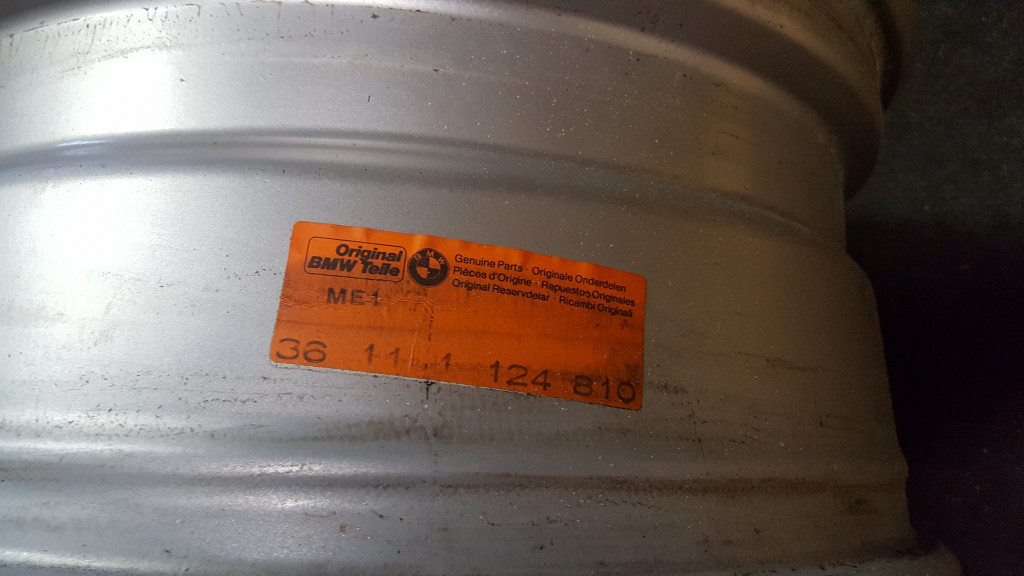 Original
BMW Teile
BMW
Genuine Parts · Originale Onderdelen
Pièces d'Origine · Repuestos Originales
Original Reservdelar · Ricambi Originali
ME1
36 11 1 124 810